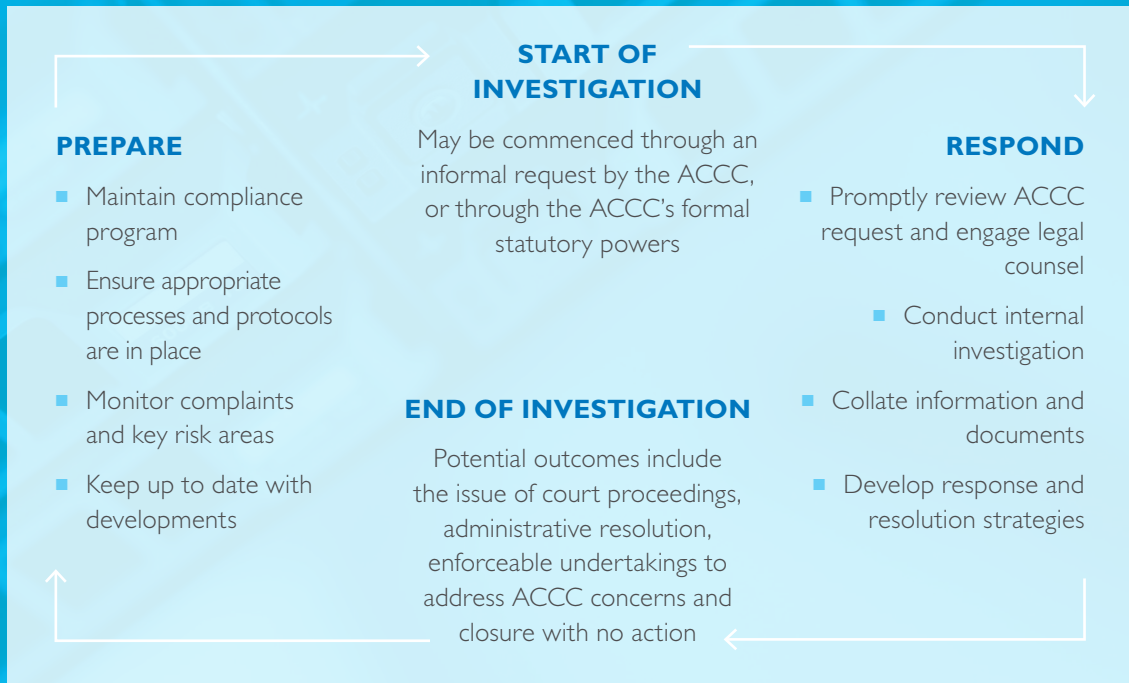 START OF
INVESTIGATION
May be commenced through an
informal request by the ACCC,
or through the ACCC's formal
statutory powers
PREPARE
■ Maintain compliance
program
■ Ensure appropriate
processes and protocols
are in place
■ Monitor complaints
and key risk areas
■ Keep up to date with
developments
RESPOND
■ Promptly review ACCC
request and engage legal
counsel
■ Conduct internal
investigation
■ Collate information and
documents
■ Develop response and
resolution strategies
END OF INVESTIGATION
Potential outcomes include
the issue of court proceedings,
administrative resolution,
enforceable undertakings to
address ACCC concerns and
closure with no action